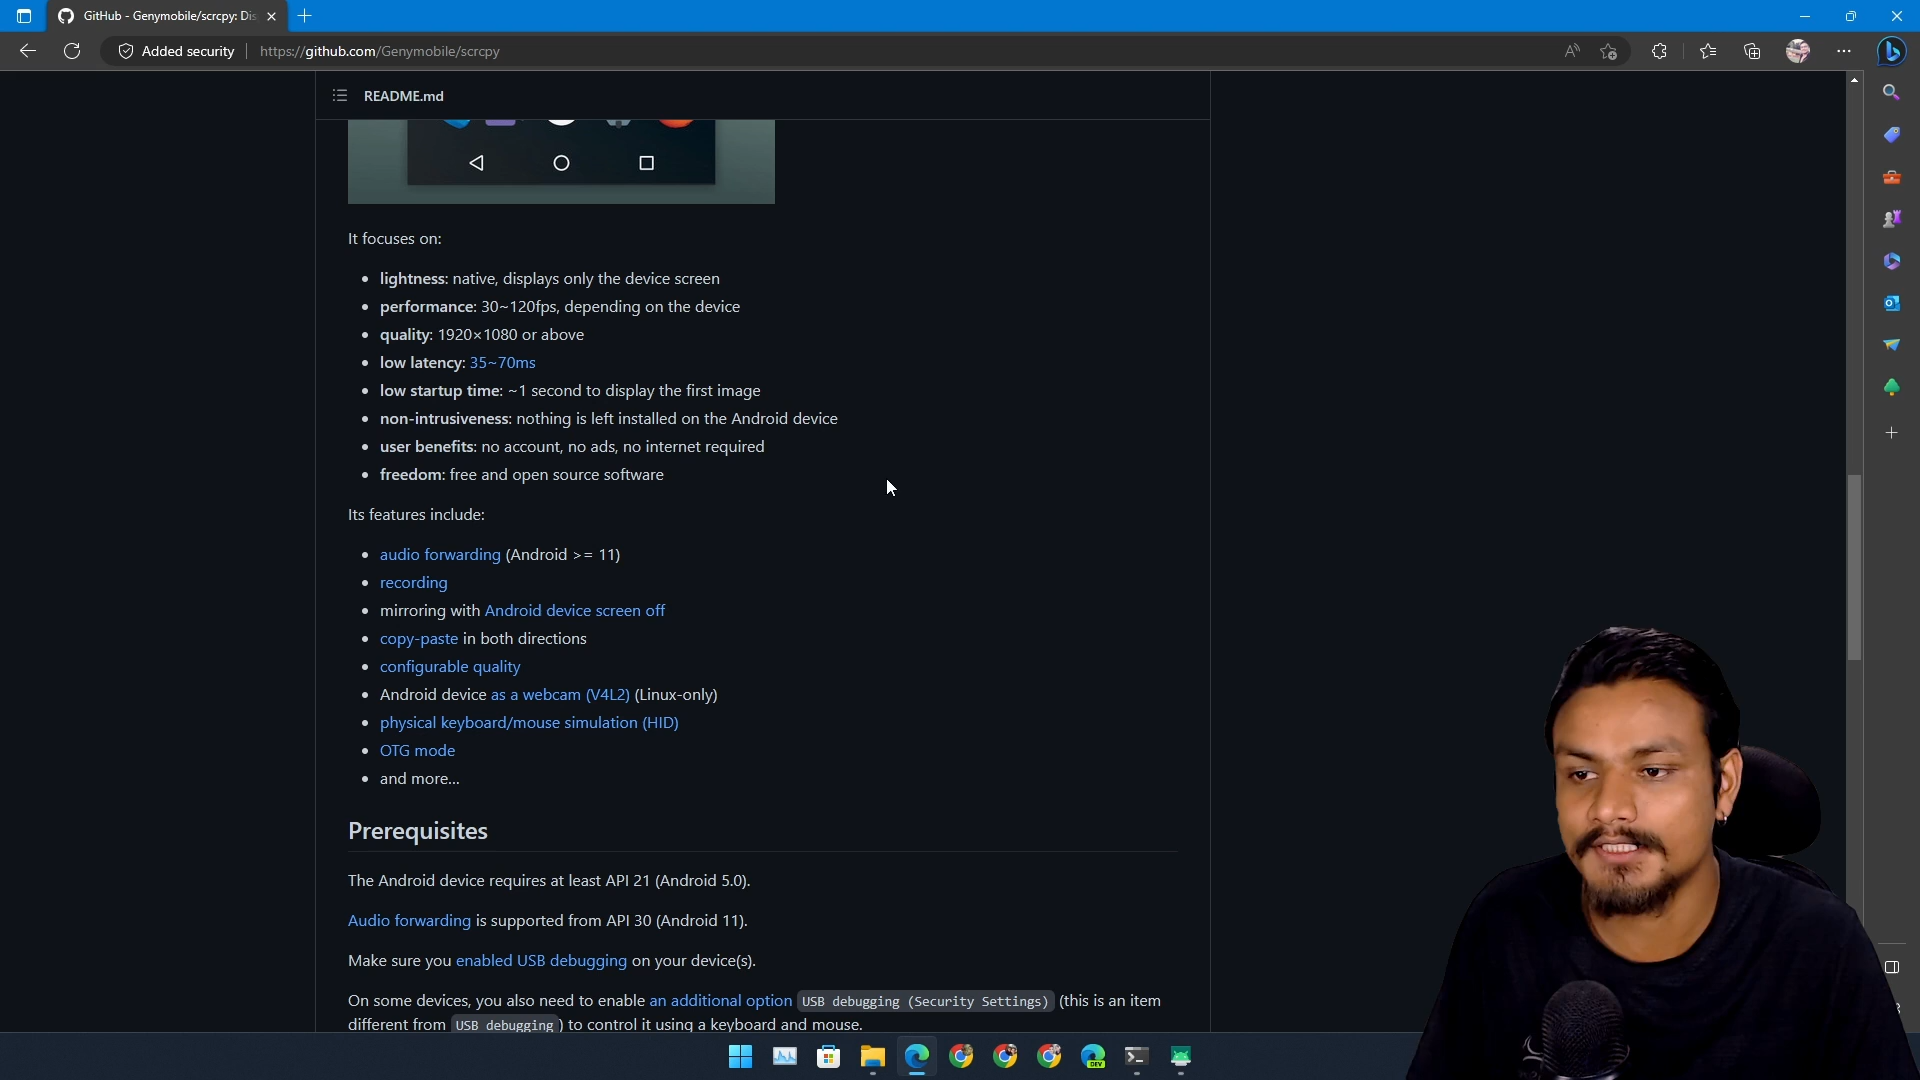 GitHub - Genymobile/scrcpy: Dis
Added security
https://github.com/Genymobile/scrcpy
README.md
It focuses on:
• lightness: native, displays only the device screen
• performance: 30~120fps, depending on the device
• quality: 1920×1080 or above
• low latency: 35~70ms
• low startup time: ~1 second to display the first image
• non-intrusiveness: nothing is left installed on the Android device
• user benefits: no account, no ads, no internet required
• freedom: free and open source software
Its features include:
• audio forwarding (Android >= 11)
• recording
• mirroring with Android device screen off
• copy-paste in both directions
• configurable quality
• Android device as a webcam (V4L2) (Linux-only)
• physical keyboard/mouse simulation (HID)
• OTG mode
• and more...
Prerequisites
The Android device requires at least API 21 (Android 5.0).
Audio forwarding is supported from API 30 (Android 11).
Make sure you enabled USB debugging on your device(s).
On some devices, you also need to enable an additional option USB debugging (Security Settings) (this is an item
different from USB debugging) to control it using a keyboard and mouse.
DEV